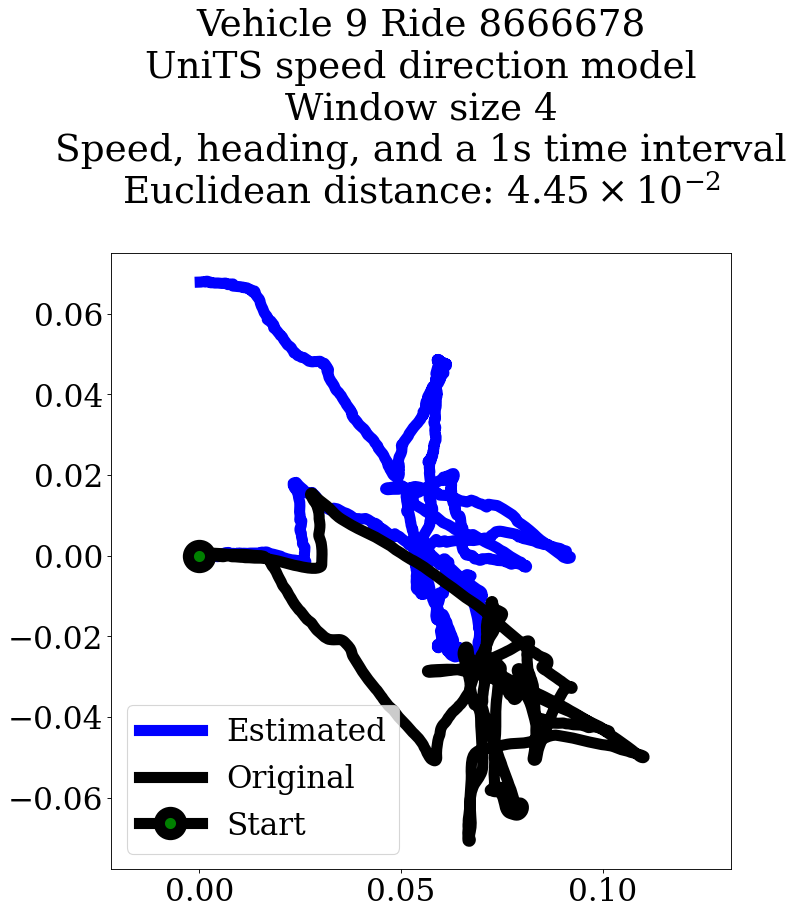 Vehicle 9 Ride 8666678
UniTS speed direction model
Window size 4
Speed, heading, and a 1s time interval
Euclidean distance: 4.45 × 10⁻²
0.06
0.04
0.02
0.00
−0.02
−0.04
−0.06
Estimated
Original
Start
0.00 0.05 0.10